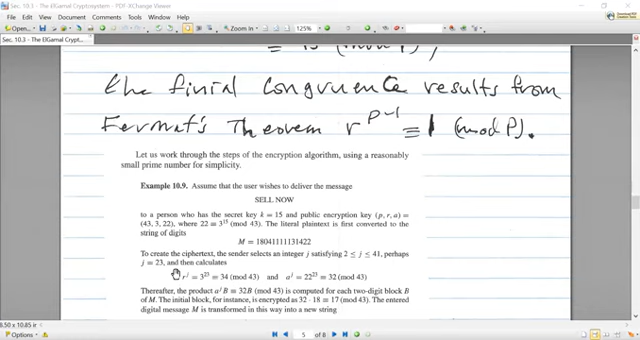 Sec. 10.3 - The ElGamal Cryptosystem - PDF-XChange Viewer
File Edit View Document Comments Tools Window Help
Open... Zoom In 125%
Sec. 10.3 - The ElGamal Crypt...
the finial congruence results from
Fermat's Theorem r^{p-1} ≡ 1 (mod P).
Let us work through the steps of the encryption algorithm, using a reasonably
small prime number for simplicity.
Example 10.9. Assume that the user wishes to deliver the message
SELL NOW
to a person who has the secret key k = 15 and public encryption key (p, r, a) =
(43, 3, 22), where 22 ≡ 3^{15} (mod 43). The literal plaintext is first converted to the
string of digits
M = 18041111131422
To create the ciphertext, the sender selects an integer j satisfying 2 ≤ j ≤ 41, perhaps
j = 23, and then calculates
r^j = 3^{23} ≡ 34 (mod 43) and a^j = 22^{23} ≡ 32 (mod 43)
Thereafter, the product a^j B ≡ 32B (mod 43) is computed for each two-digit block B
of M. The initial block, for instance, is encrypted as 32 · 18 ≡ 17 (mod 43). The entered
digital message M is transformed in this way into a new string
8.50 x 10.85 in
Options 5 of 8